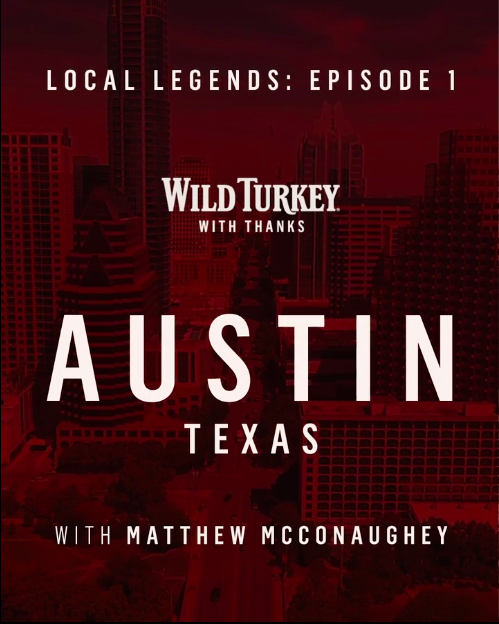 LOCAL LEGENDS: EPISODE 1
WILD TURKEY
WITH THANKS
AUSTIN
TEXAS
WITH MATTHEW MCCONAUGHEY